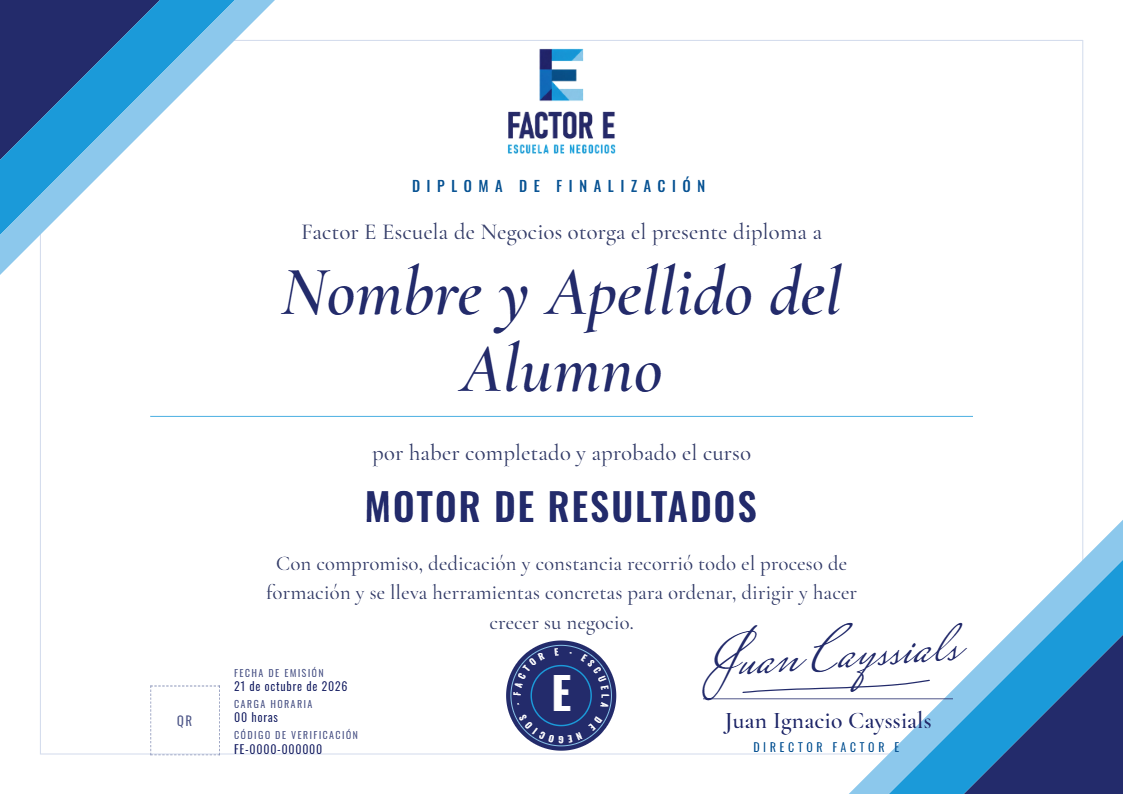 FACTOR E
ESCUELA DE NEGOCIOS
DIPLOMA DE FINALIZACIÓN
Factor E Escuela de Negocios otorga el presente diploma a
Nombre y Apellido del
Alumno
por haber completado y aprobado el curso
MOTOR DE RESULTADOS
Con compromiso, dedicación y constancia recorrió todo el proceso de
formación y se lleva herramientas concretas para ordenar, dirigir y hacer
crecer su negocio.
QR
FECHA DE EMISIÓN
21 de octubre de 2026
CARGA HORARIA
00 horas
CÓDIGO DE VERIFICACIÓN
FE-0000-000000
FACTOR E · ESCUELA DE NEGOCIOS ·
E
Juan Cayssials
Juan Ignacio Cayssials
DIRECTOR FACTOR E